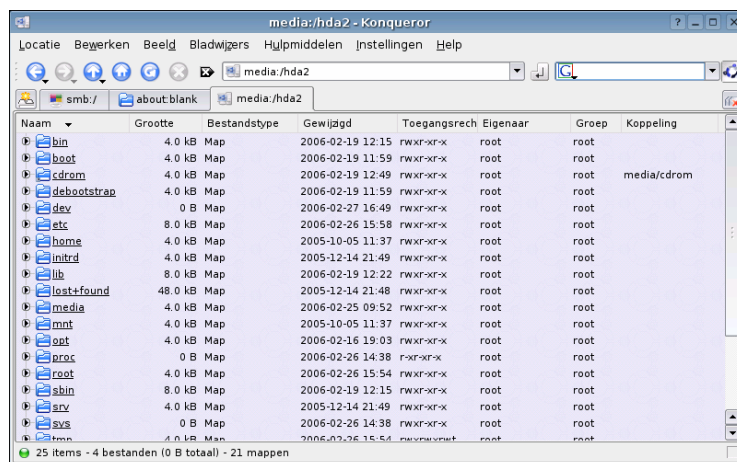 media:/hda2 - Konqueror
Locatie Bewerken Beeld Bladwijzers Hulpmiddelen Instellingen Help
media:/hda2
smb:/ about:blank media:/hda2
Naam Grootte Bestandstype Gewijzigd Toegangsrech Eigenaar Groep Koppeling
bin 4.0 kB Map 2006-02-19 12:15 rwxr-xr-x root root
boot 4.0 kB Map 2006-02-19 11:59 rwxr-xr-x root root
cdrom 4.0 kB Map 2006-02-19 12:49 rwxr-xr-x root root media/cdrom
debootstrap 4.0 kB Map 2006-02-19 11:59 rwxr-xr-x root root
dev 0 B Map 2006-02-27 16:49 rwxr-xr-x root root
etc 8.0 kB Map 2006-02-26 15:58 rwxr-xr-x root root
home 4.0 kB Map 2005-10-05 11:37 rwxr-xr-x root root
initrd 4.0 kB Map 2005-12-14 21:49 rwxr-xr-x root root
lib 8.0 kB Map 2006-02-19 12:22 rwxr-xr-x root root
lost+found 48.0 kB Map 2005-12-14 21:48 rwxr-xr-x root root
media 4.0 kB Map 2006-02-25 09:52 rwxr-xr-x root root
mnt 4.0 kB Map 2005-10-05 11:37 rwxr-xr-x root root
opt 4.0 kB Map 2006-02-16 19:03 rwxr-xr-x root root
proc 0 B Map 2006-02-26 14:38 r-xr-xr-x root root
root 4.0 kB Map 2006-02-26 15:54 rwxr-xr-x root root
sbin 8.0 kB Map 2006-02-19 12:15 rwxr-xr-x root root
srv 4.0 kB Map 2005-12-14 21:49 rwxr-xr-x root root
sys 0 B Map 2006-02-26 14:38 rwxr-xr-x root root
tmp 4.0 kB Map 2006-02-26 15:54 rwxrwxrwt root root
25 items - 4 bestanden (0 B totaal) - 21 mappen